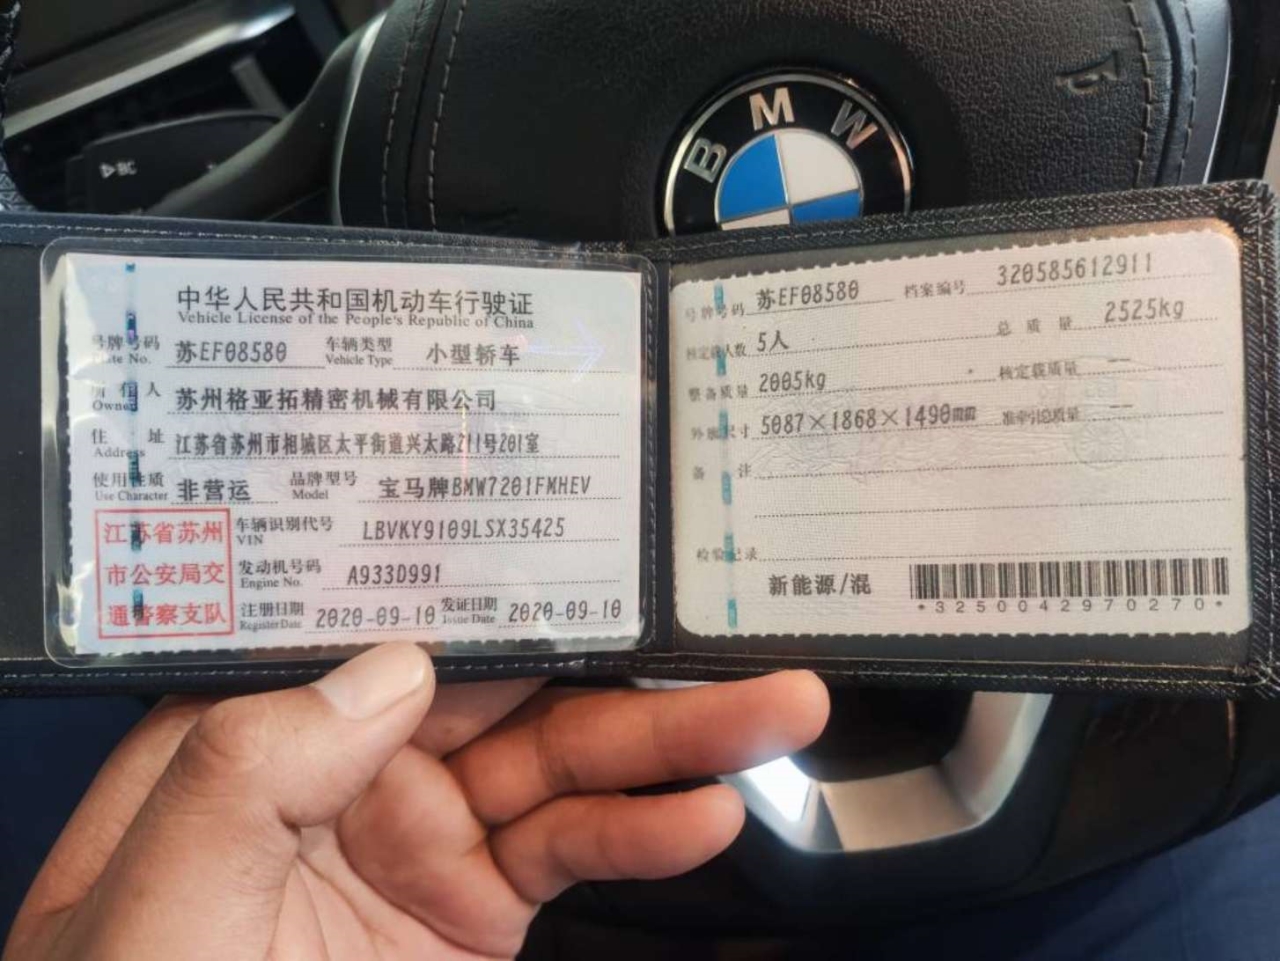 BMW
中华人民共和国机动车行驶证
Vehicle License of the People's Republic of China
号牌号码 苏EF08580 车辆类型 小型轿车
Plate No. Vehicle Type
所有人 苏州格亚拓精密机械有限公司
Owner
住址 江苏省苏州市相城区太平街道兴太路211号201室
Address
使用性质 非营运 品牌型号 宝马牌BMW7201FMHEV
Use Character Model
江苏省苏州
市公安局交
通警察支队
车辆识别代号 LBVKY9109LSX35425
VIN
发动机号码 A933D991
Engine No.
注册日期 2020-09-10 发证日期 2020-09-10
Register Date Issue Date
号牌号码 苏EF08580 档案编号 320585612911
核定载人数 5人 总质量 2525kg
整备质量 2005kg 核定载质量 --
外廓尺寸 5087×1868×1490mm 准牵引总质量 --
备注
检验记录
新能源/混
*3250042970270*